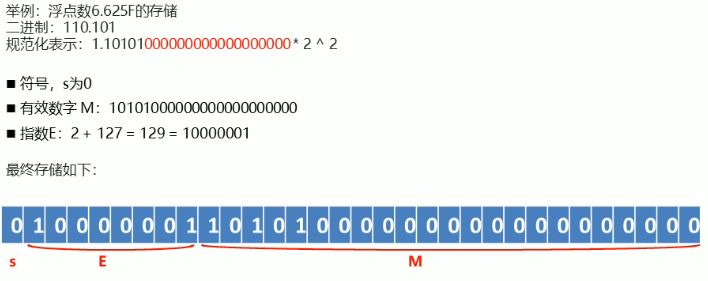 举例：浮点数6.625F的存储
二进制：110.101
规范化表示：1.10101000000000000000000* 2 ^ 2
■ 符号，s为0
■ 有效数字 M：10101000000000000000000
■ 指数E：2 + 127 = 129 = 10000001
最终存储如下：
0 1 0 0 0 0 0 0 1 1 0 1 0 1 0 0 0 0 0 0 0 0 0 0 0 0 0 0 0 0 0 0
s E M